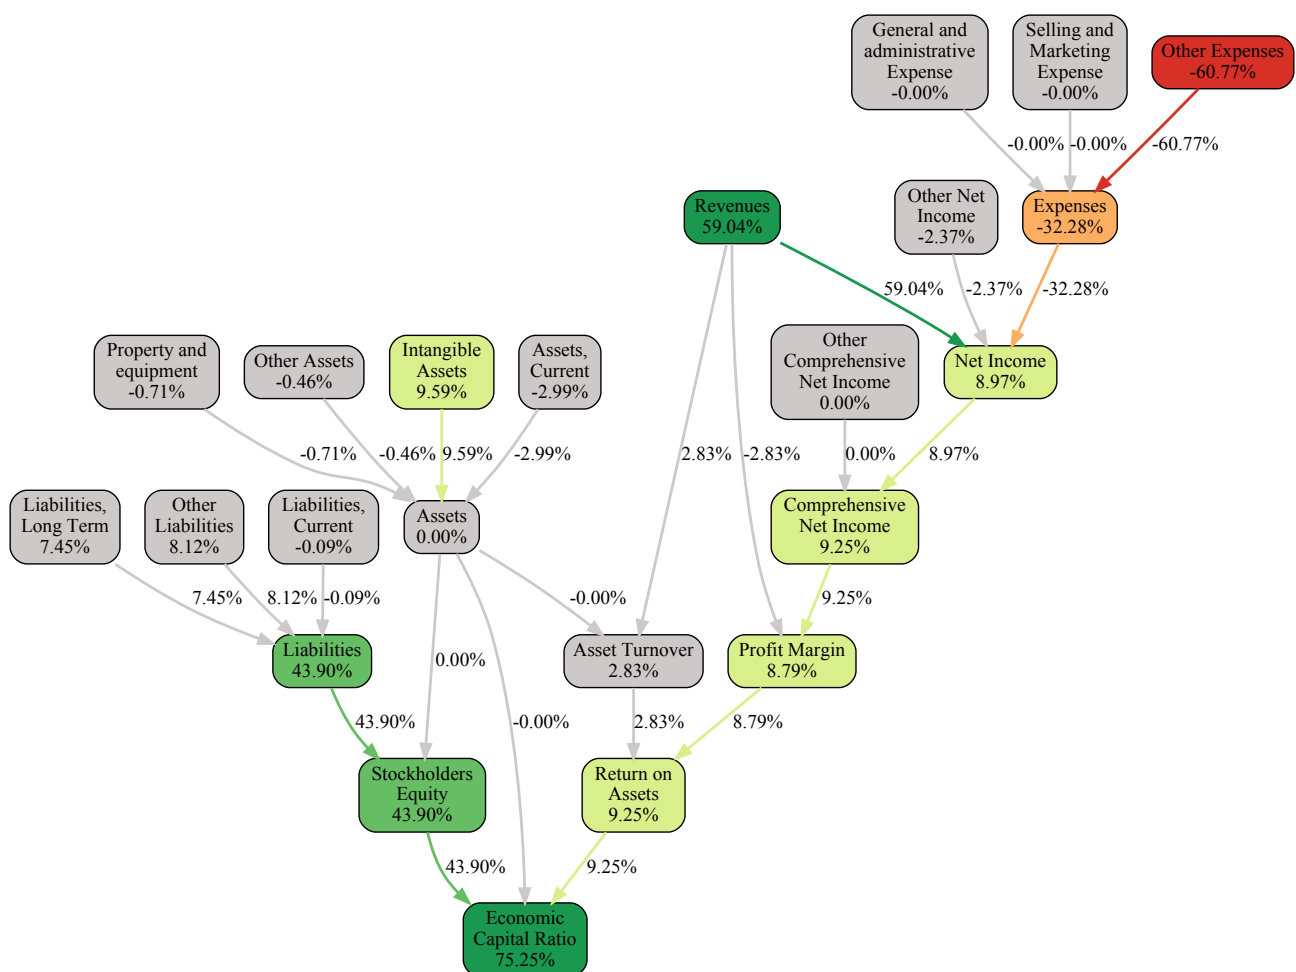 General and
administrative
Expense
-0.00%
Selling and
Marketing
Expense
-0.00%
Other Expenses
-60.77%
-0.00%
-0.00%
-60.77%
Revenues
59.04%
Other Net
Income
-2.37%
Expenses
-32.28%
59.04%
-2.37%
-32.28%
Property and
equipment
-0.71%
Other Assets
-0.46%
Intangible
Assets
9.59%
Assets,
Current
-2.99%
Other
Comprehensive
Net Income
0.00%
Net Income
8.97%
-0.71%
-0.46%
9.59%
-2.99%
2.83%
-2.83%
0.00%
8.97%
Liabilities,
Long Term
7.45%
Other
Liabilities
8.12%
Liabilities,
Current
-0.09%
Assets
0.00%
Comprehensive
Net Income
9.25%
7.45%
8.12%
-0.09%
-0.00%
9.25%
Liabilities
43.90%
0.00%
Asset Turnover
2.83%
Profit Margin
8.79%
43.90%
-0.00%
2.83%
8.79%
Stockholders
Equity
43.90%
Return on
Assets
9.25%
43.90%
9.25%
Economic
Capital Ratio
75.25%